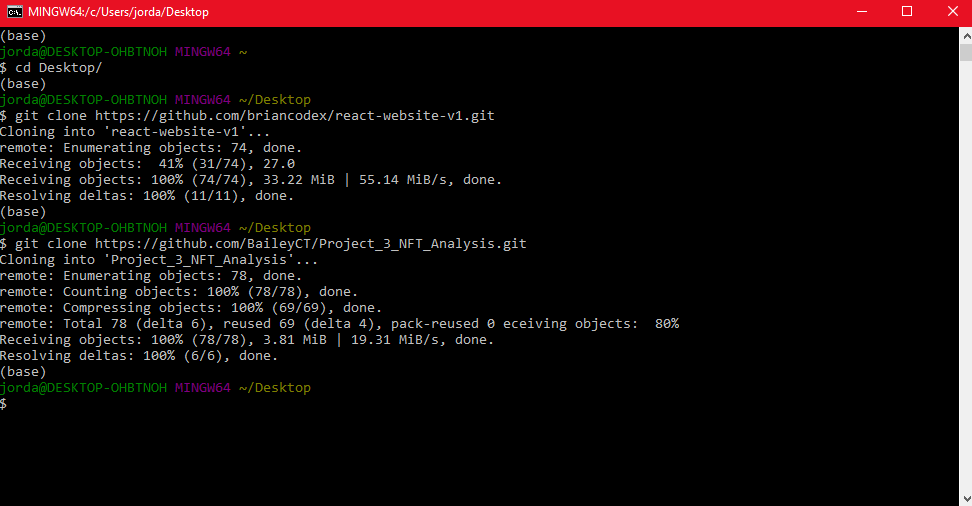 MINGW64:/c/Users/jorda/Desktop
(base)
jorda@DESKTOP-OHBTNOH MINGW64 ~
$ cd Desktop/
(base)
jorda@DESKTOP-OHBTNOH MINGW64 ~/Desktop
$ git clone https://github.com/briancodex/react-website-v1.git
Cloning into 'react-website-v1'...
remote: Enumerating objects: 74, done.
Receiving objects:  41% (31/74), 27.0
Receiving objects: 100% (74/74), 33.22 MiB | 55.14 MiB/s, done.
Resolving deltas: 100% (11/11), done.
(base)
jorda@DESKTOP-OHBTNOH MINGW64 ~/Desktop
$ git clone https://github.com/BaileyCT/Project_3_NFT_Analysis.git
Cloning into 'Project_3_NFT_Analysis'...
remote: Enumerating objects: 78, done.
remote: Counting objects: 100% (78/78), done.
remote: Compressing objects: 100% (69/69), done.
remote: Total 78 (delta 6), reused 69 (delta 4), pack-reused 0 eceiving objects:  80%
Receiving objects: 100% (78/78), 3.81 MiB | 19.31 MiB/s, done.
Resolving deltas: 100% (6/6), done.
(base)
jorda@DESKTOP-OHBTNOH MINGW64 ~/Desktop
$